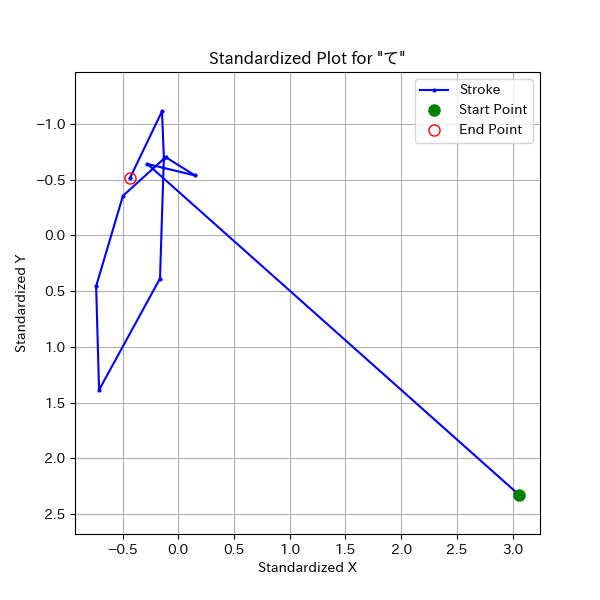 Standardized Plot for "て"
Stroke
Start Point
End Point
−1.0
−0.5
0.0
0.5
1.0
1.5
2.0
2.5
Standardized Y
−0.5 0.0 0.5 1.0 1.5 2.0 2.5 3.0
Standardized X